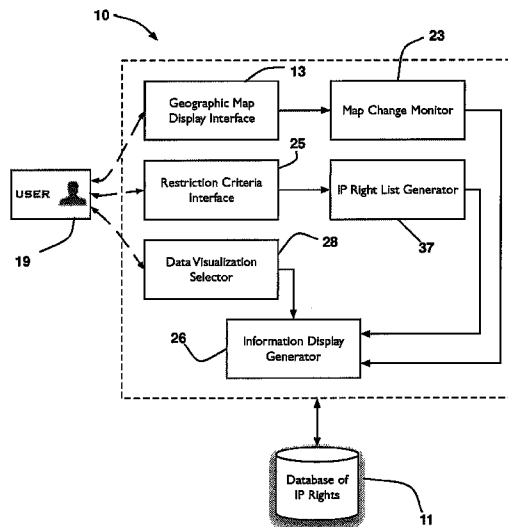 10
13
23
Geographic Map
Display Interface
Map Change Monitor
25
USER
Restriction Criteria
Interface
IP Right List Generator
19
28
37
Data Visualization
Selector
26
Information Display
Generator
Database of
IP Rights
11